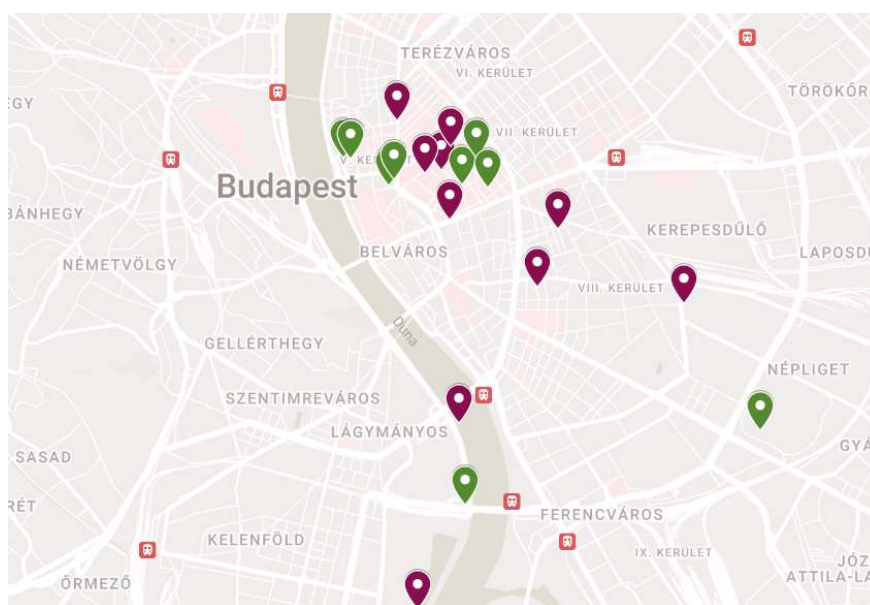 TERÉZVÁROS
VI. KERÜLET
TÖRÖKŐR
EGY
VII. KERÜLET
V. KE
Budapest
BÁNHEGY
KEREPESDŰLŐ
BELVÁROS
LAPOSDŰ
NÉMETVÖLGY
VIII. KERÜLET
Duna
GELLÉRTHEGY
NÉPLIGET
SZENTIMREVÁROS
LÁGYMÁNYOS
GYÁ
SASAD
RÉT
FERENCVÁROS
KELENFÖLD
IX. KERÜLET
JÓZ
ATTILA-LA
ŐRMEZŐ